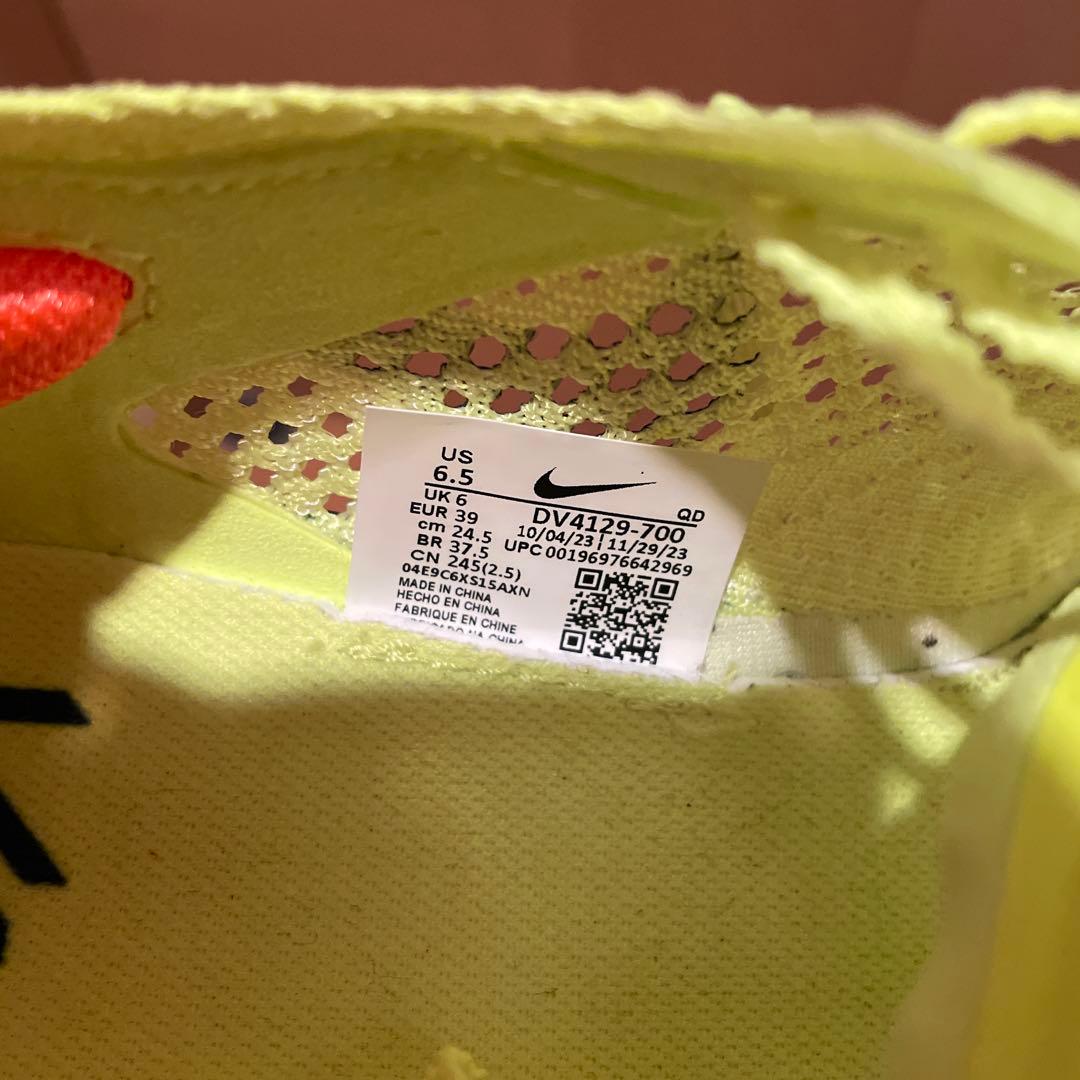 US
6.5
UK 6
EUR 39
cm 24.5
BR 37.5
CN 245(2.5)
04E9C6XS15AXN
MADE IN CHINA
HECHO EN CHINA
FABRIQUE EN CHINE
QD
DV4129-700
10/04/23|11/29/23
UPC 00196976642969